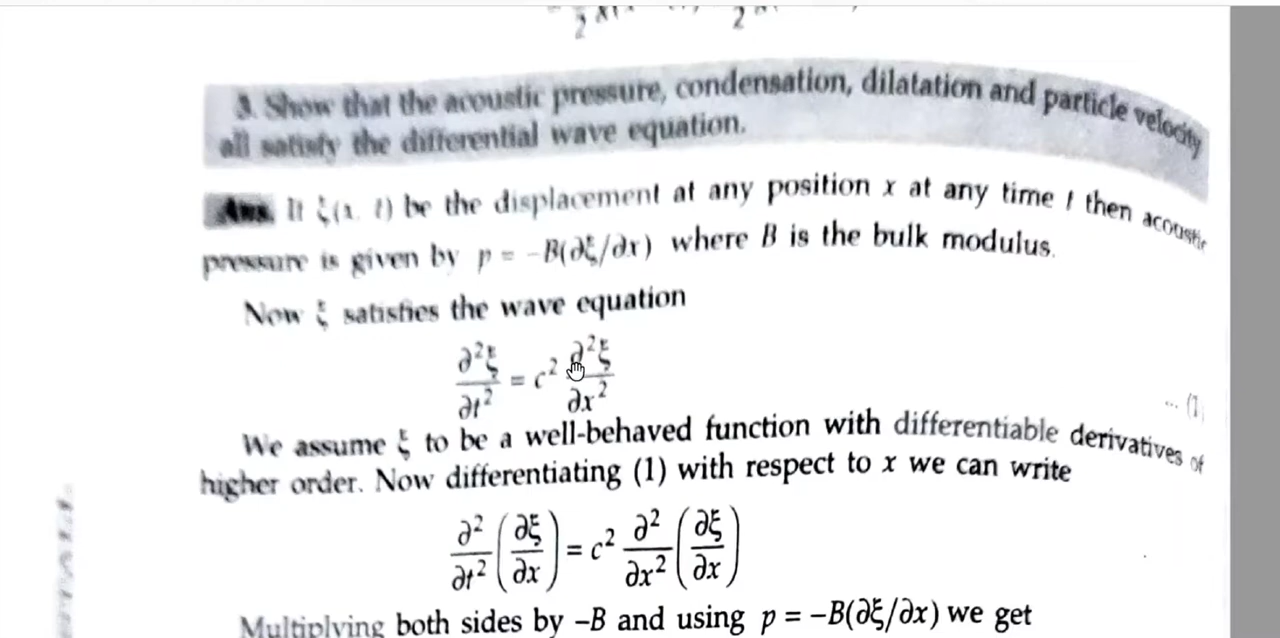 3. Show that the acoustic pressure, condensation, dilatation and particle velocity
all satisfy the differential wave equation.
Ans. If ξ(x, t) be the displacement at any position x at any time t then acoustic
pressure is given by p = −B(∂ξ/∂x) where B is the bulk modulus.
Now ξ satisfies the wave equation
∂²ξ/∂t² = c² ∂²ξ/∂x² ... (1)
We assume ξ to be a well-behaved function with differentiable derivatives of
higher order. Now differentiating (1) with respect to x we can write
∂²/∂t² (∂ξ/∂x) = c² ∂²/∂x² (∂ξ/∂x)
Multiplying both sides by −B and using p = −B(∂ξ/∂x) we get